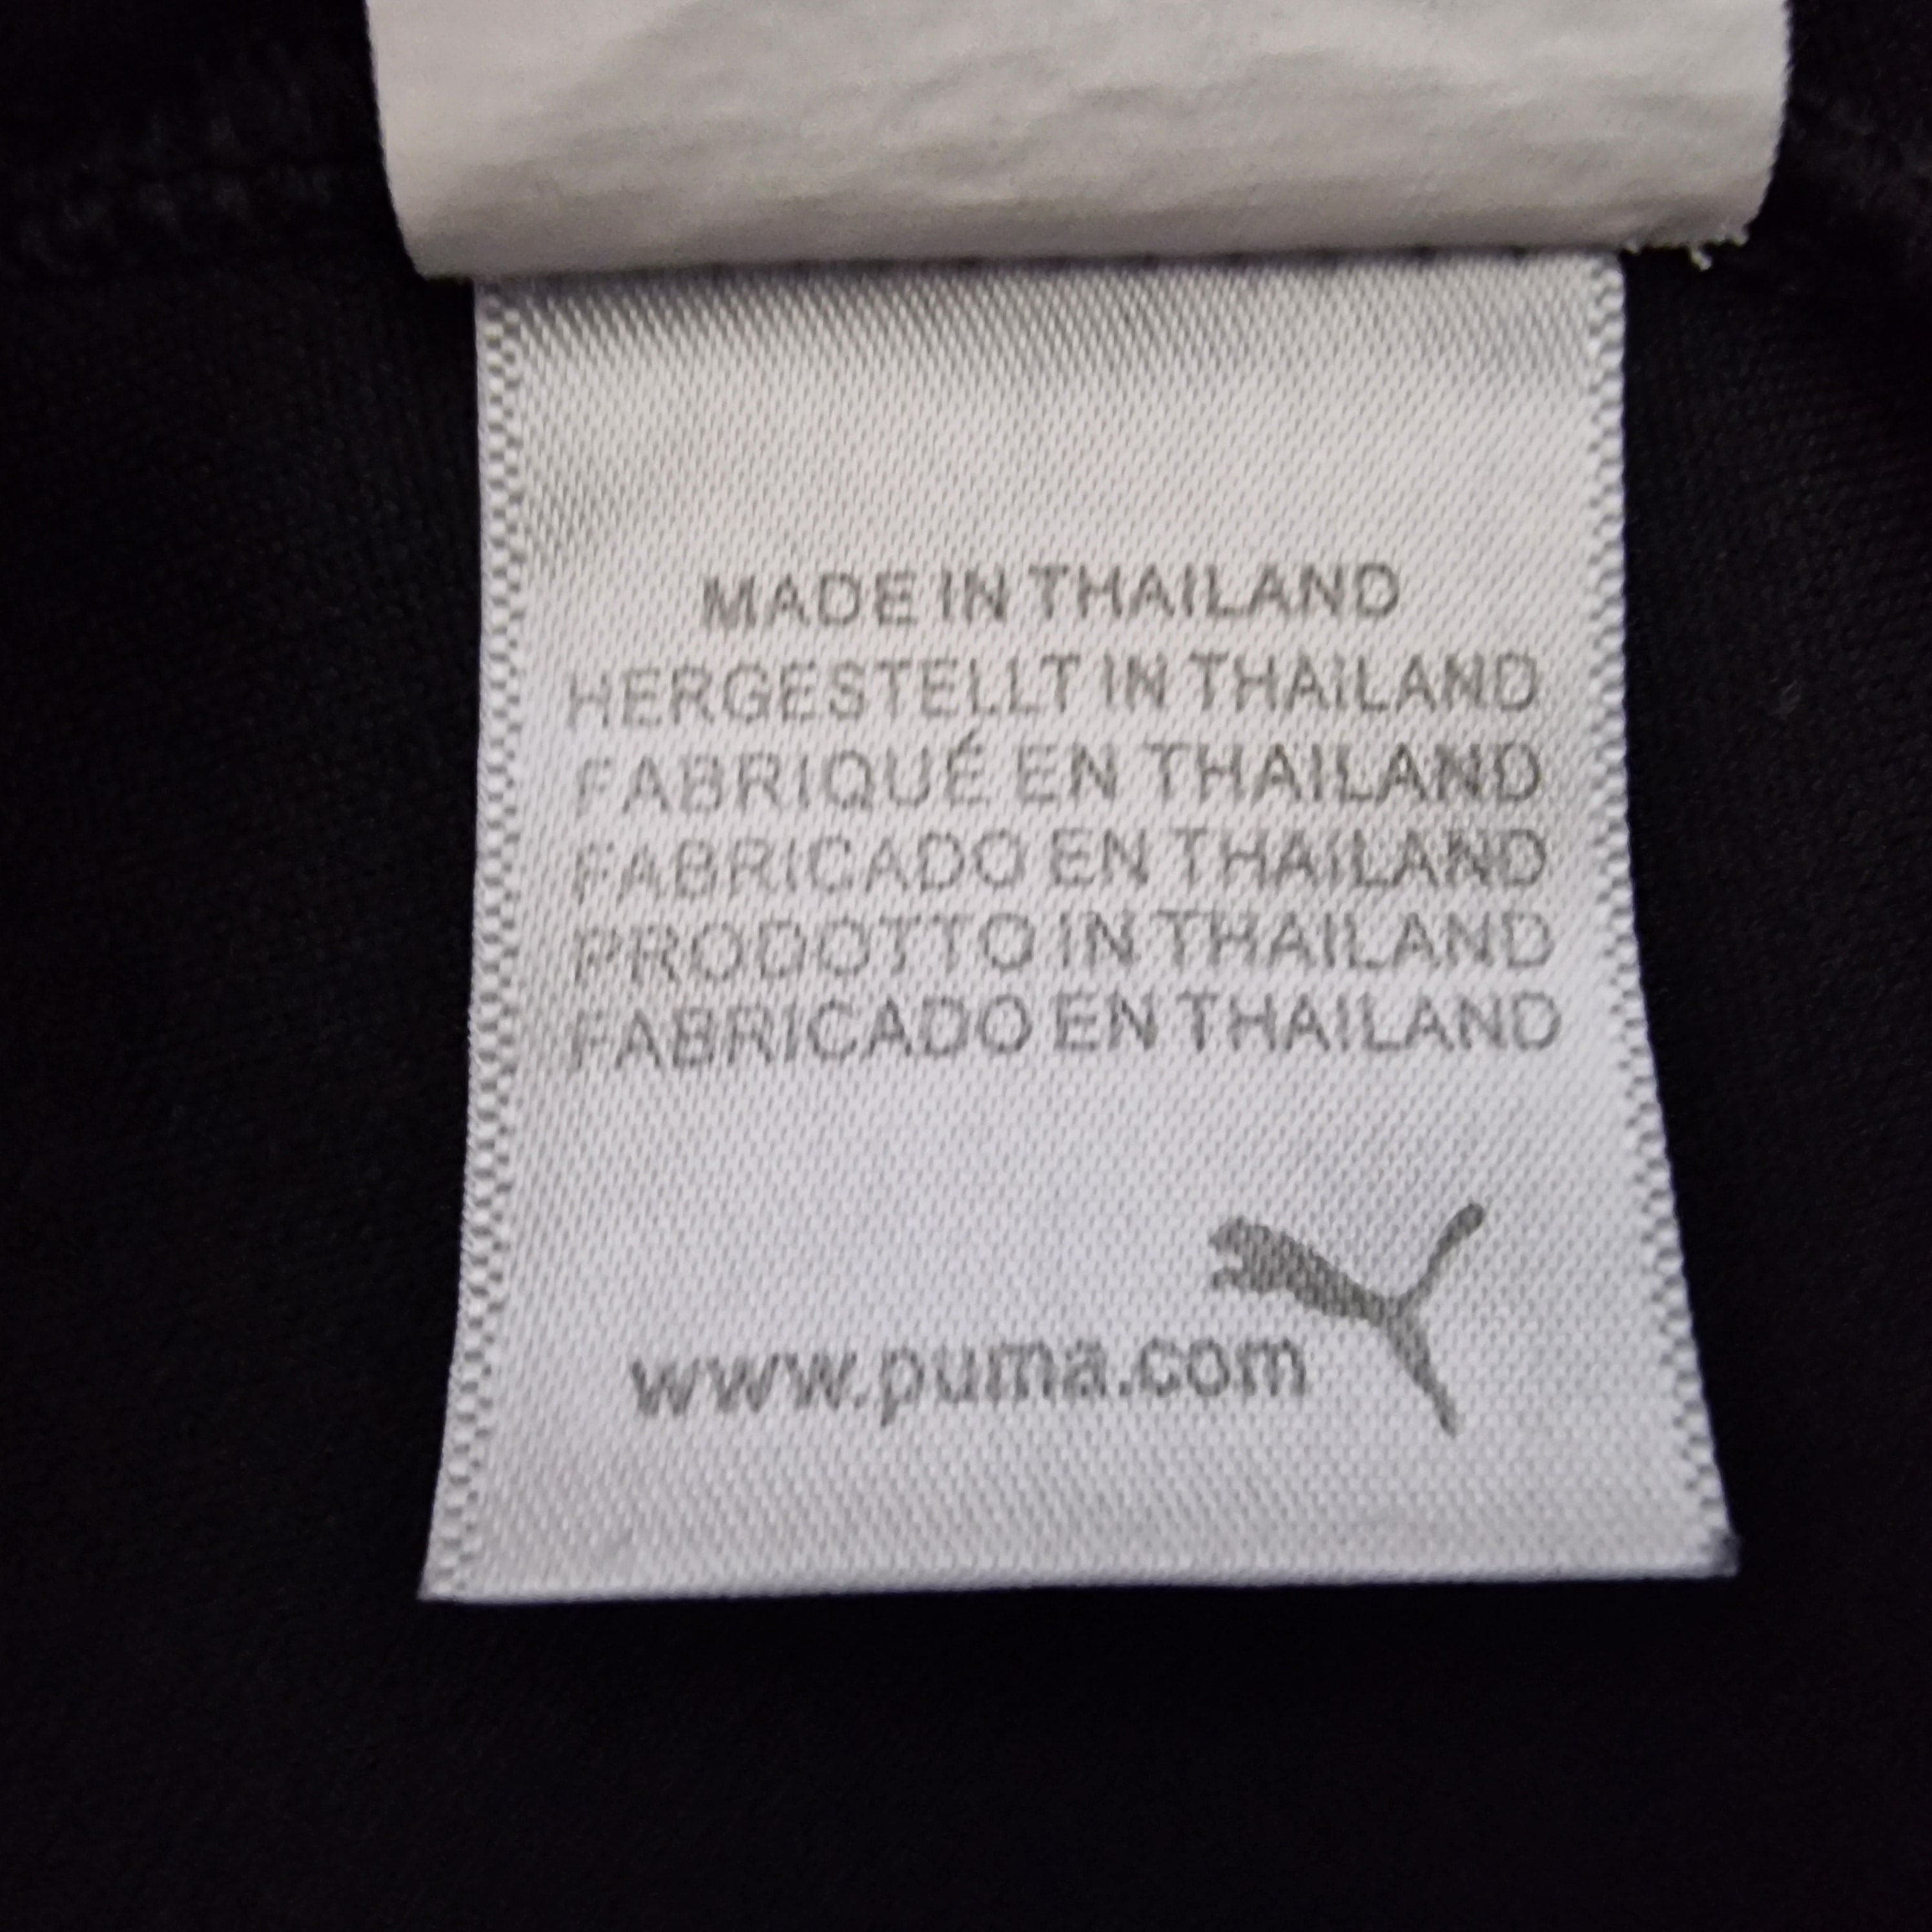 MADE IN THAILAND
HERGESTELLT IN THAILAND
FABRIQUÉ EN THAILAND
FABRICADO EN THAILAND
PRODOTTO IN THAILAND
FABRICADO EN THAILAND
www.puma.com